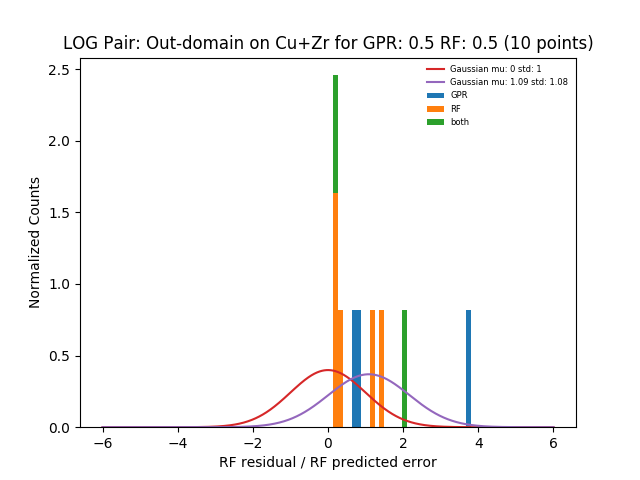 LOG Pair: Out-domain on Cu+Zr for GPR: 0.5 RF: 0.5 (10 points)
Gaussian mu: 0 std: 1
Gaussian mu: 1.09 std: 1.08
GPR
RF
both
Normalized Counts
2.5
2.0
1.5
1.0
0.5
0.0
−6
−4
−2
0
2
4
6
RF residual / RF predicted error